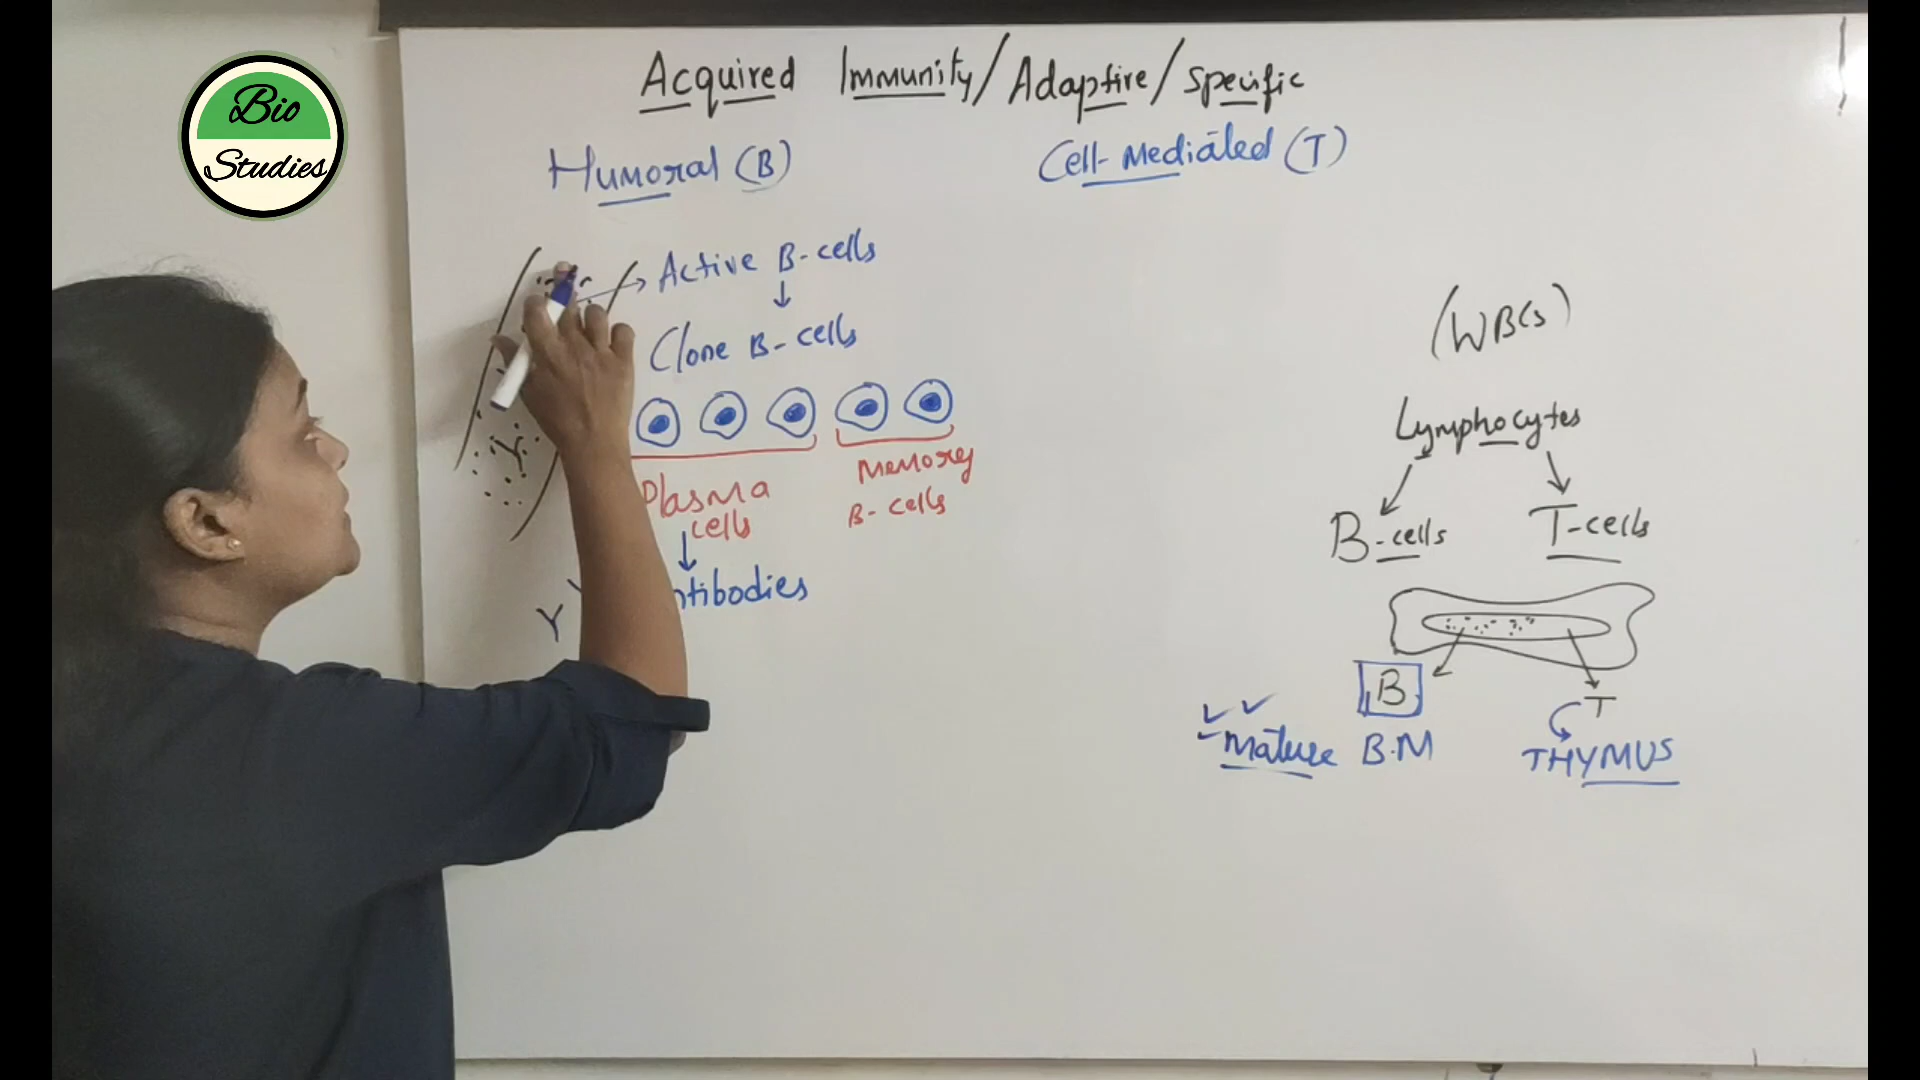 Bio
Studies
Acquired Immunity/Adaptive/Specific
Humoral (B)
Cell-Mediated (T)
Active B-cells
Clone B-cells
Plasma
cells
Memory
B-cells
ntibodies
Y
(WBCs)
Lymphocytes
B-cells
T-cells
B
T
Mature B.M
THYMUS